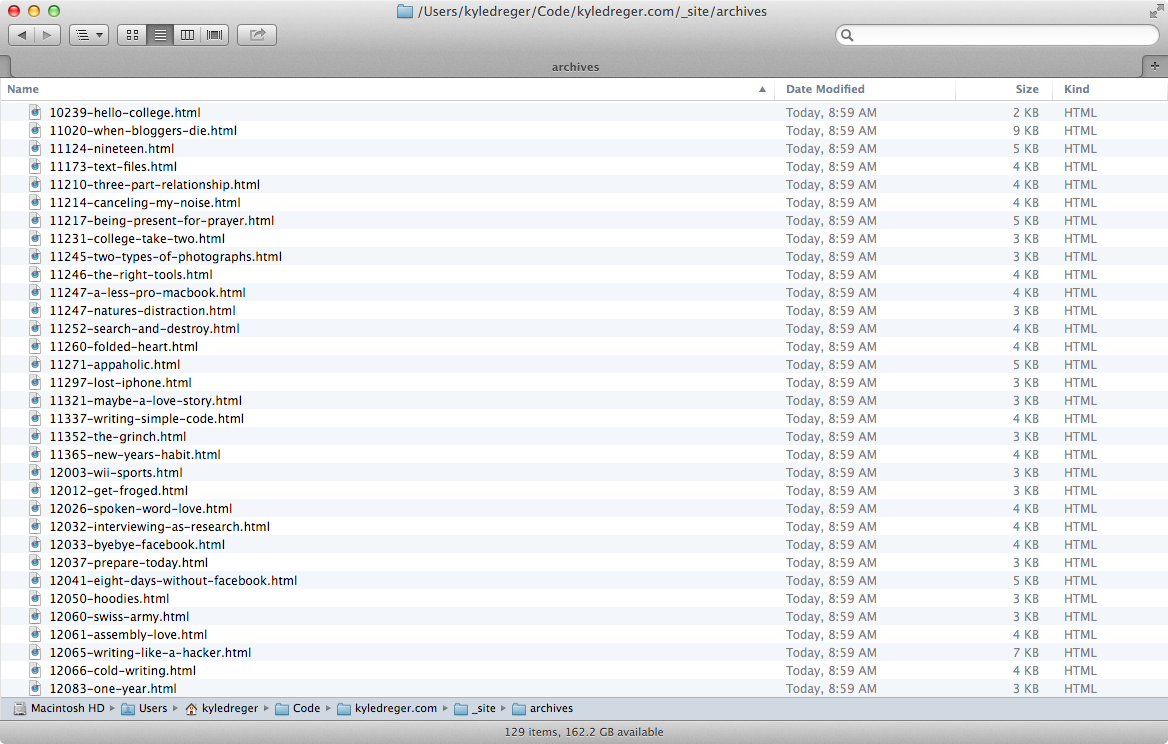 /Users/kyledreger/Code/kyledreger.com/_site/archives
archives
Name Date Modified Size Kind
10239-hello-college.html Today, 8:59 AM 2 KB HTML
11020-when-bloggers-die.html Today, 8:59 AM 9 KB HTML
11124-nineteen.html Today, 8:59 AM 5 KB HTML
11173-text-files.html Today, 8:59 AM 4 KB HTML
11210-three-part-relationship.html Today, 8:59 AM 4 KB HTML
11214-canceling-my-noise.html Today, 8:59 AM 4 KB HTML
11217-being-present-for-prayer.html Today, 8:59 AM 5 KB HTML
11231-college-take-two.html Today, 8:59 AM 3 KB HTML
11245-two-types-of-photographs.html Today, 8:59 AM 3 KB HTML
11246-the-right-tools.html Today, 8:59 AM 4 KB HTML
11247-a-less-pro-macbook.html Today, 8:59 AM 4 KB HTML
11247-natures-distraction.html Today, 8:59 AM 3 KB HTML
11252-search-and-destroy.html Today, 8:59 AM 4 KB HTML
11260-folded-heart.html Today, 8:59 AM 4 KB HTML
11271-appaholic.html Today, 8:59 AM 5 KB HTML
11297-lost-iphone.html Today, 8:59 AM 3 KB HTML
11321-maybe-a-love-story.html Today, 8:59 AM 3 KB HTML
11337-writing-simple-code.html Today, 8:59 AM 4 KB HTML
11352-the-grinch.html Today, 8:59 AM 3 KB HTML
11365-new-years-habit.html Today, 8:59 AM 4 KB HTML
12003-wii-sports.html Today, 8:59 AM 3 KB HTML
12012-get-froged.html Today, 8:59 AM 3 KB HTML
12026-spoken-word-love.html Today, 8:59 AM 4 KB HTML
12032-interviewing-as-research.html Today, 8:59 AM 4 KB HTML
12033-byebye-facebook.html Today, 8:59 AM 4 KB HTML
12037-prepare-today.html Today, 8:59 AM 3 KB HTML
12041-eight-days-without-facebook.html Today, 8:59 AM 5 KB HTML
12050-hoodies.html Today, 8:59 AM 3 KB HTML
12060-swiss-army.html Today, 8:59 AM 3 KB HTML
12061-assembly-love.html Today, 8:59 AM 4 KB HTML
12065-writing-like-a-hacker.html Today, 8:59 AM 7 KB HTML
12066-cold-writing.html Today, 8:59 AM 4 KB HTML
12083-one-year.html Today, 8:59 AM 3 KB HTML
Macintosh HD Users kyledreger Code kyledreger.com _site archives
129 items, 162.2 GB available